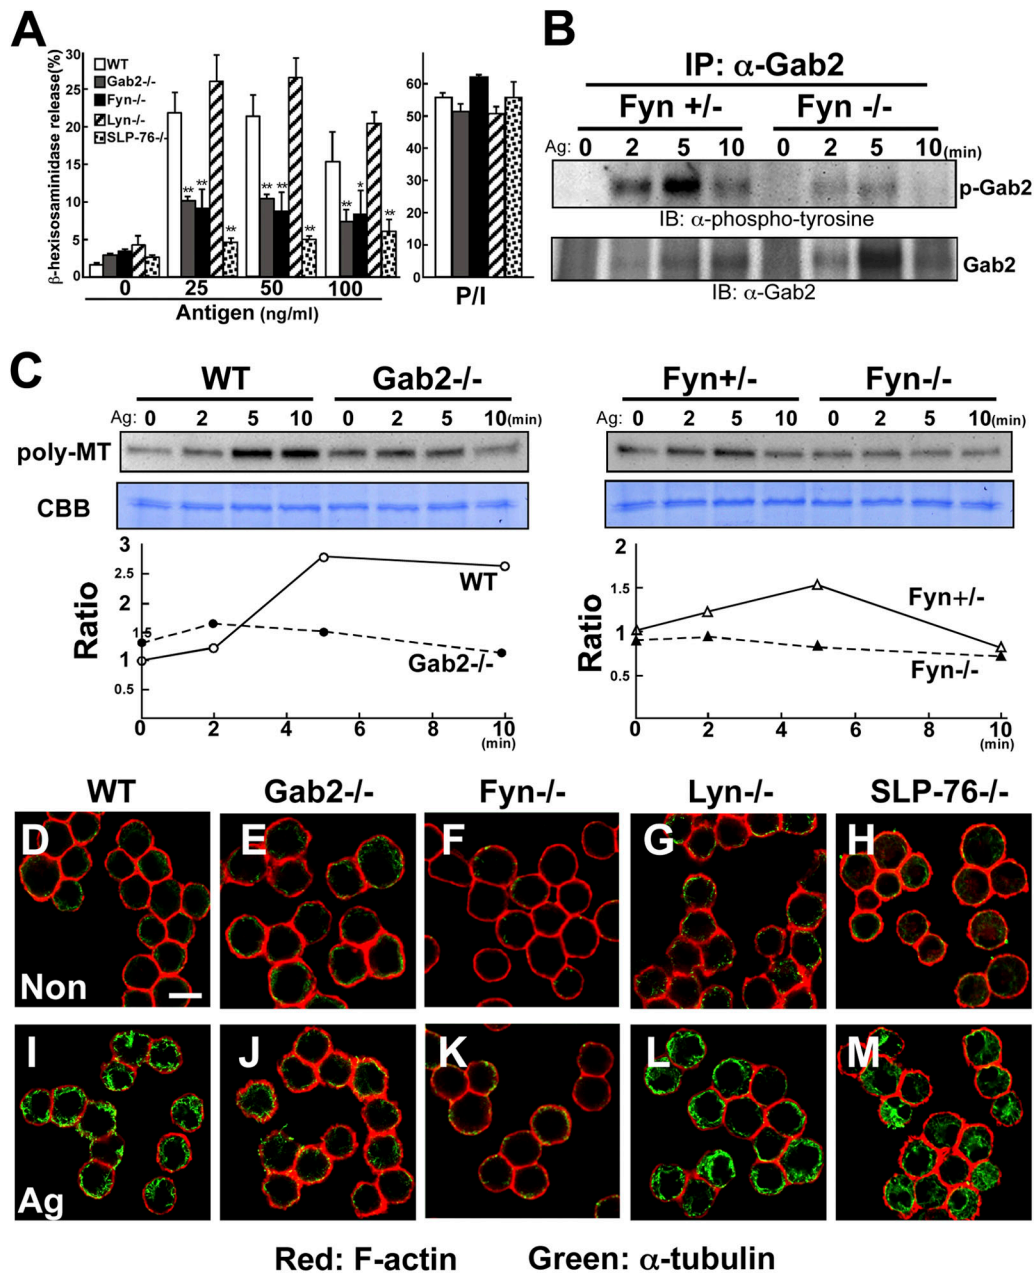 A
β-hexisosaminidase release(%)
30
25
20
15
10
5
0
WT
Gab2-/-
Fyn-/-
Lyn-/-
SLP-76-/-
** ** **
** ** **
** * **
0 25 50 100
Antigen (ng/ml)
60
50
40
30
20
10
0
P/I
B
IP: α-Gab2
Fyn +/- Fyn -/-
Ag: 0 2 5 10 0 2 5 10 (min)
p-Gab2
IB: α-phospho-tyrosine
Gab2
IB: α-Gab2
C
WT Gab2-/-
Ag: 0 2 5 10 0 2 5 10 (min)
poly-MT
CBB
Ratio
3
2.5
2
1.5
1
0.5
WT
Gab2-/-
0 2 4 6 8 10
(min)
Fyn+/- Fyn-/-
Ag: 0 2 5 10 0 2 5 10(min)
Ratio
2
1.5
1
0.5
Fyn+/-
Fyn-/-
0 2 4 6 8 10
(min)
WT Gab2-/- Fyn-/- Lyn-/- SLP-76-/-
D E F G H
Non
I J K L M
Ag
Red: F-actin Green: α-tubulin